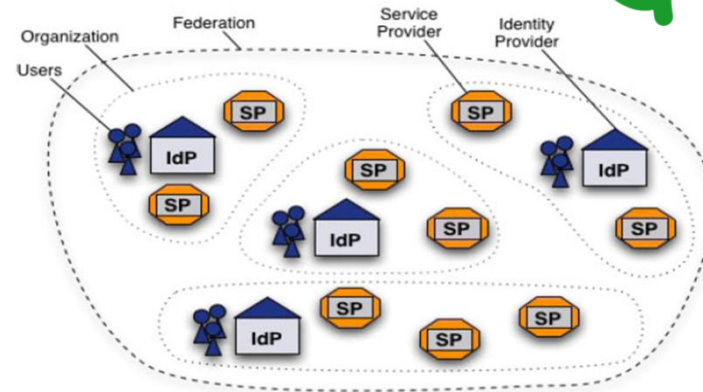 Organization
Federation
Service
Provider
Identity
Provider
Users
SP
SP
IdP
IdP
SP
SP
IdP
SP
SP
SP
IdP
SP
SP
SP